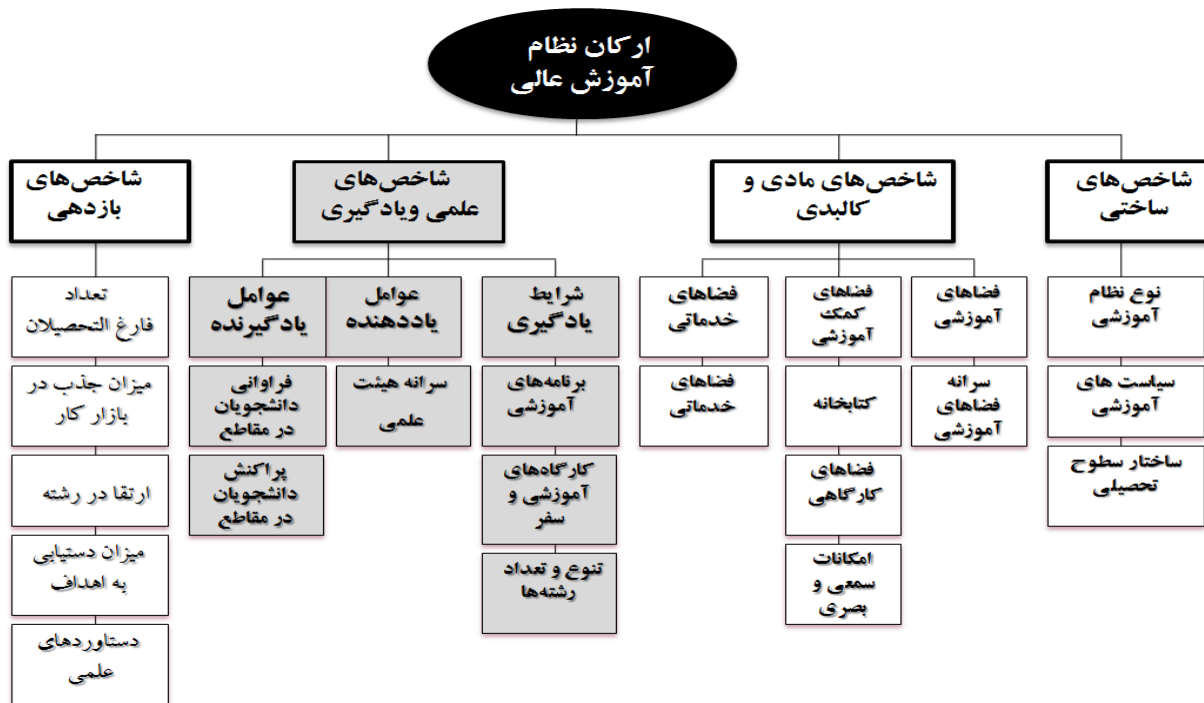 ارکان نظام
آموزش عالی
شاخص‌های
ساختی
شاخص‌های مادی و
کالبدی
شاخص‌های
علمی ویادگیری
شاخص‌های
بازدهی
نوع نظام
آموزشی
سیاست های
آموزشی
ساختار سطوح
تحصیلی
فضاهای
آموزشی
سرانه
فضاهای
آموزشی
فضاهای
کمک
آموزشی
کتابخانه
فضاهای
کارگاهی
امکانات
سمعی و
بصری
فضاهای
خدماتی
فضاهای
خدماتی
شرایط
یادگیری
برنامه‌های
آموزشی
کارگاه‌های
آموزشی و
سفر
تنوع و تعداد
رشته‌ها
عوامل
یاددهنده
سرانه هیئت
علمی
عوامل
یادگیرنده
فراوانی
دانشجویان
در مقاطع
پراکنش
دانشجویان
در مقاطع
تعداد
فارغ التحصیلان
میزان جذب در
بازار کار
ارتقا در رشته
میزان دستیابی
به اهداف
دستاوردهای
علمی